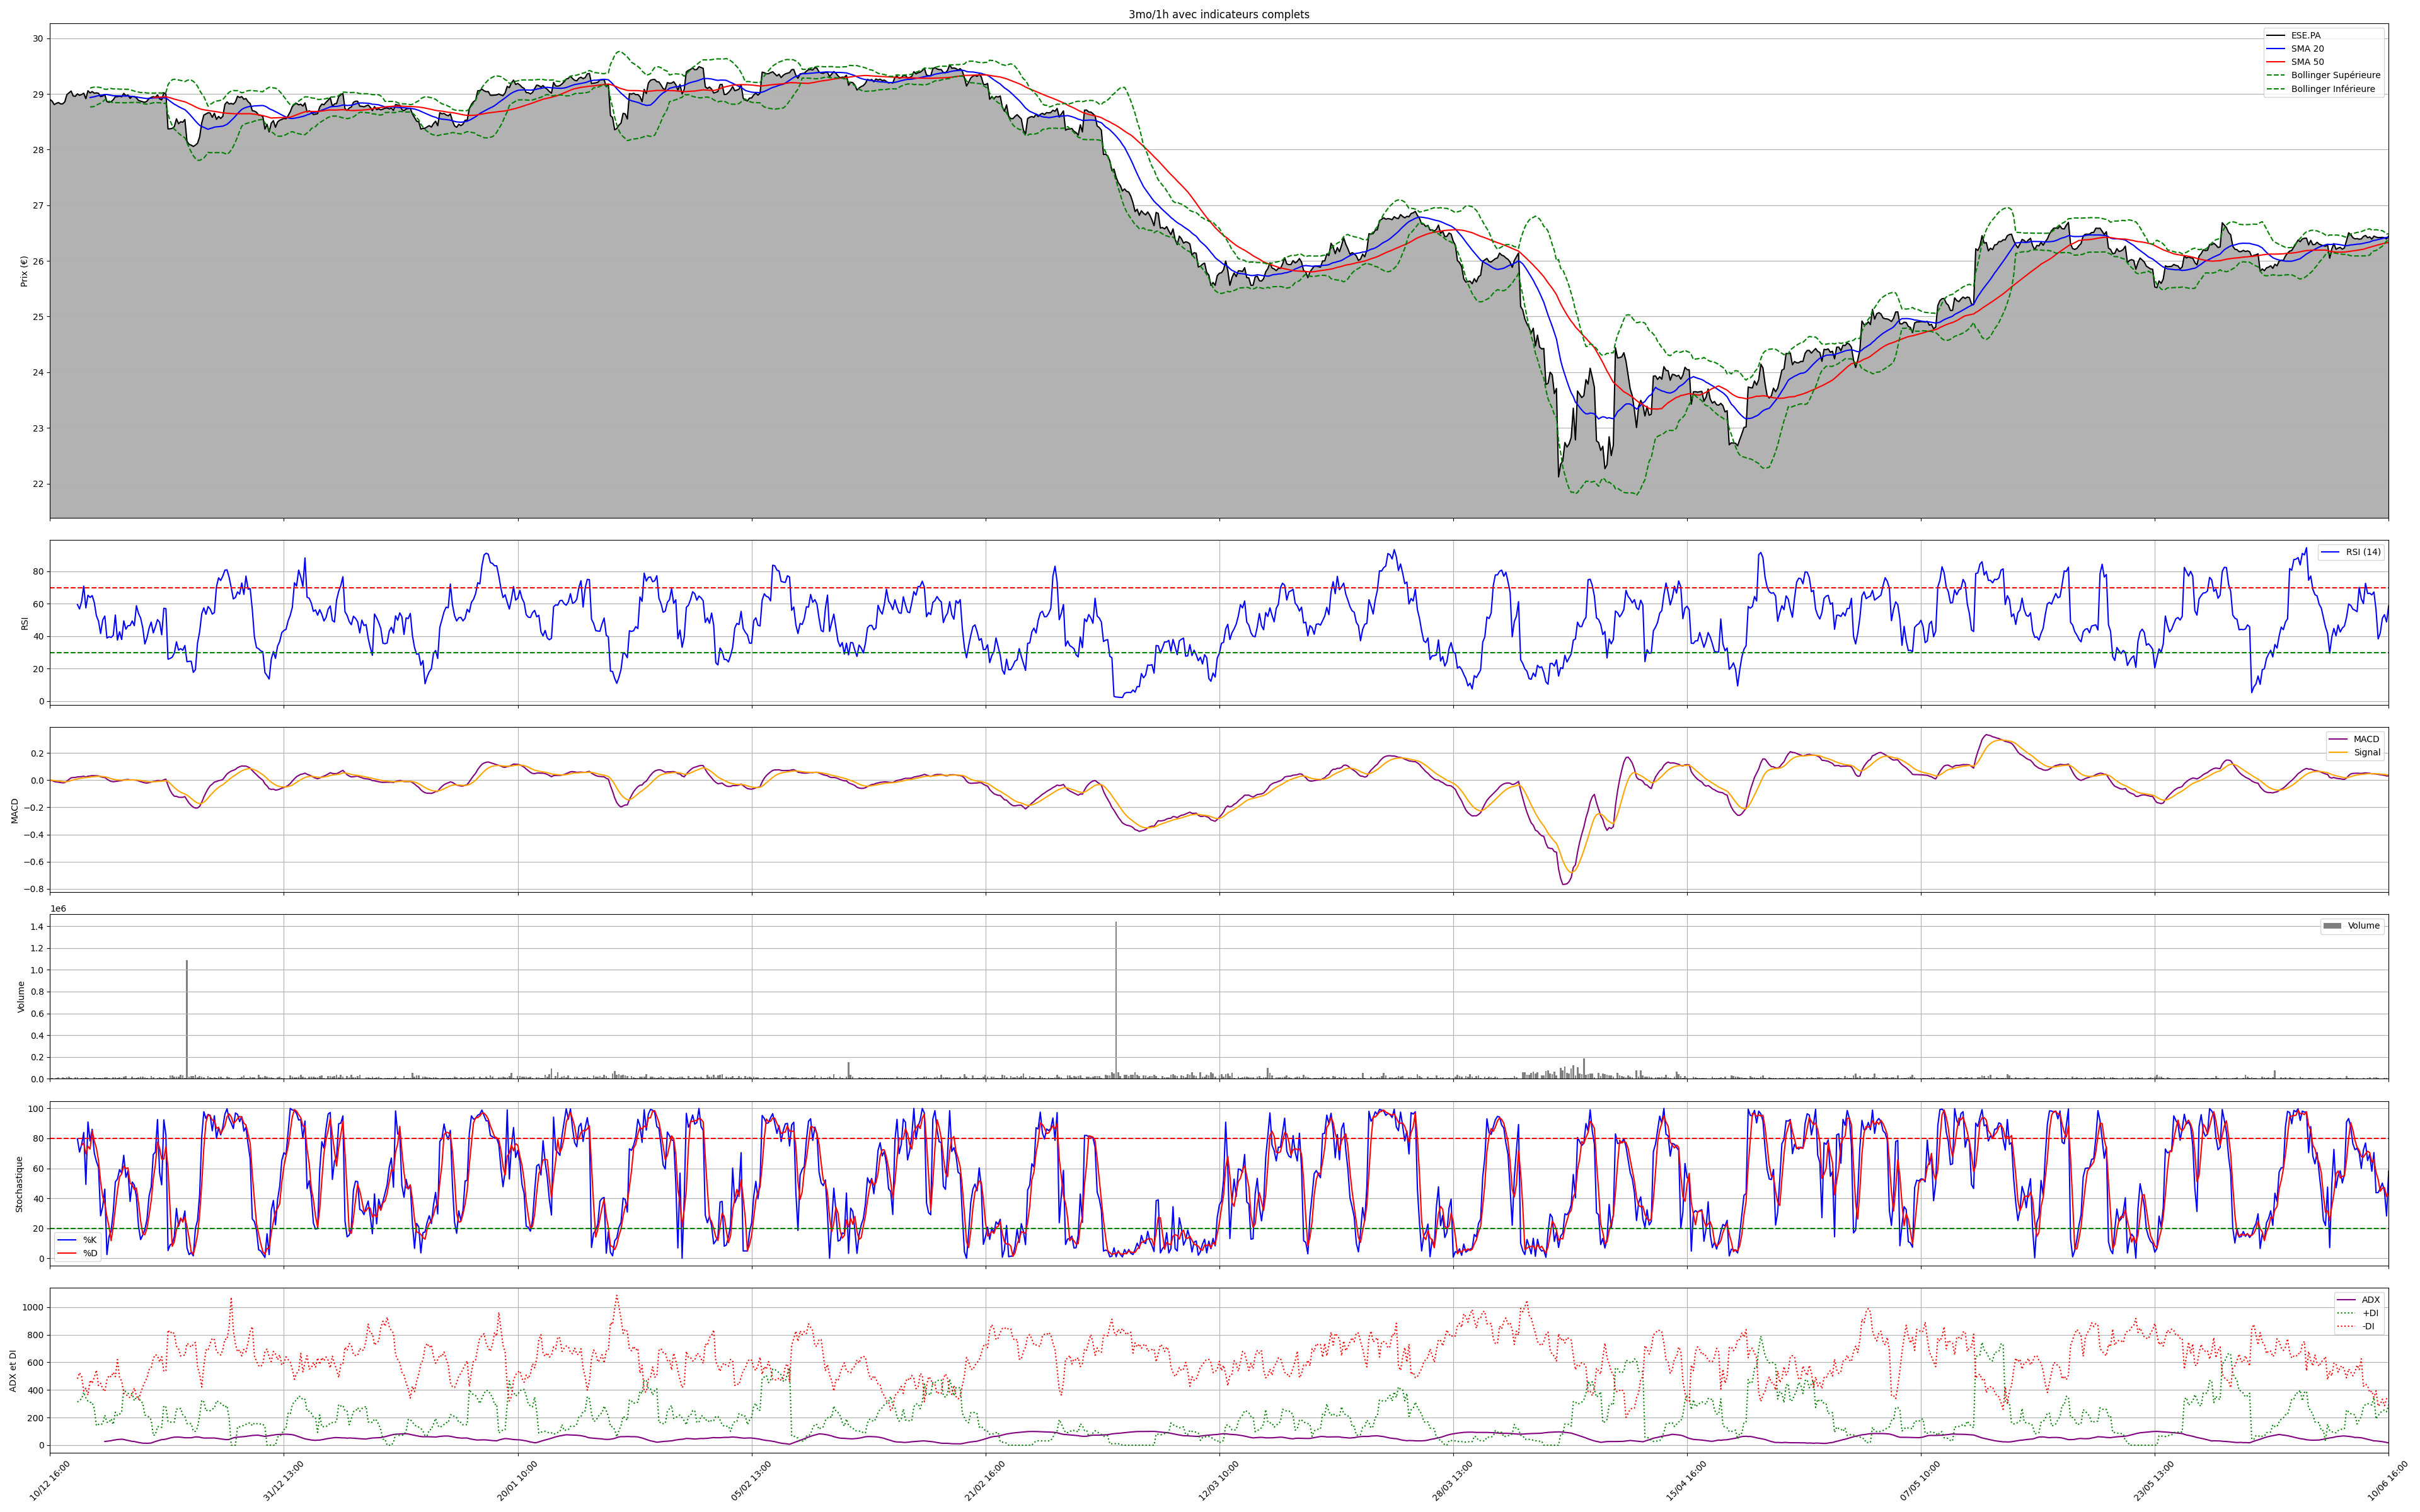 3mo/1h avec indicateurs complets
Prix (€)
30
29
28
27
26
25
24
23
22
ESE.PA
SMA 20
SMA 50
Bollinger Supérieure
Bollinger Inférieure
RSI
80
60
40
20
0
RSI (14)
MACD
0.2
0.0
−0.2
−0.4
−0.6
−0.8
MACD
Signal
1e6
Volume
1.4
1.2
1.0
0.8
0.6
0.4
0.2
0.0
Volume
Stochastique
100
80
60
40
20
0
%K
%D
ADX et DI
1000
800
600
400
200
0
ADX
+DI
-DI
10/12 16:00
31/12 13:00
20/01 10:00
05/02 13:00
21/02 16:00
12/03 10:00
28/03 13:00
15/04 16:00
07/05 10:00
23/05 13:00
10/06 16:00